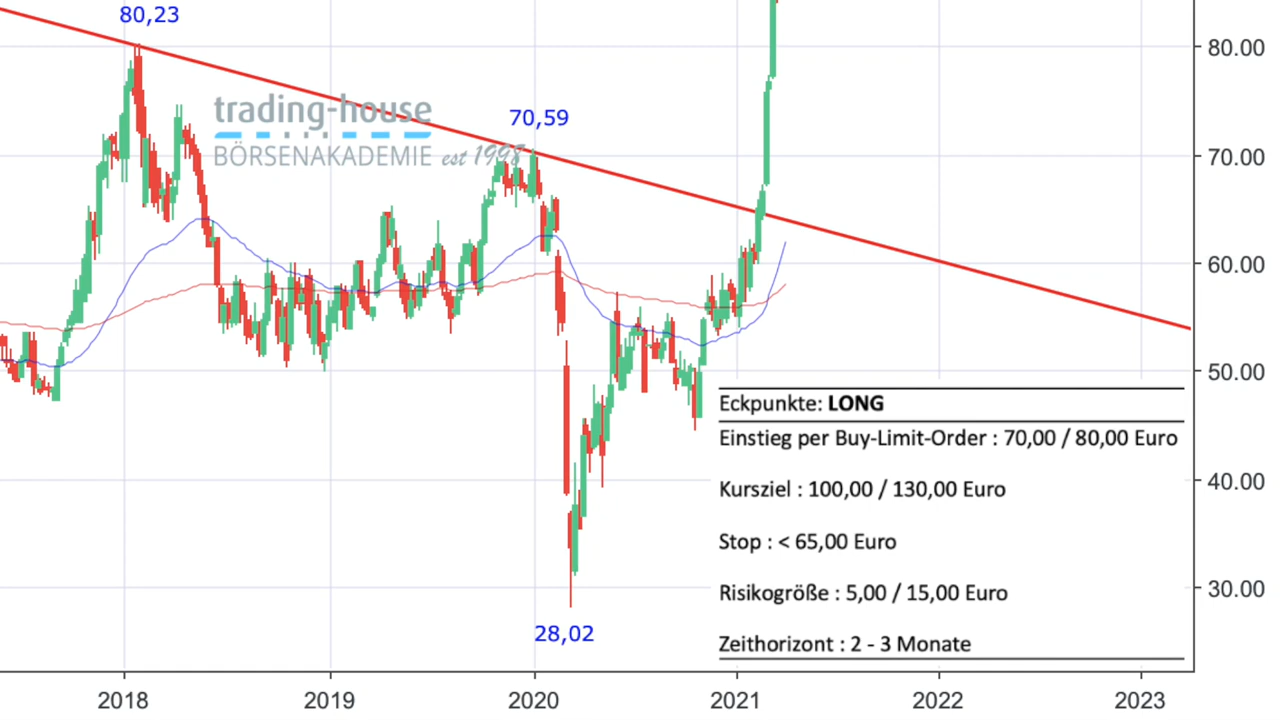 80,23
80.00
trading-house
70,59
BÖRSENAKADEMIE est 1998
70.00
60.00
50.00
Eckpunkte: LONG
Einstieg per Buy-Limit-Order : 70,00 / 80,00 Euro
40.00
Kursziel : 100,00 / 130,00 Euro
Stop : < 65,00 Euro
30.00
Risikogröße : 5,00 / 15,00 Euro
28,02
Zeithorizont : 2 - 3 Monate
2018 2019 2020 2021 2022 2023